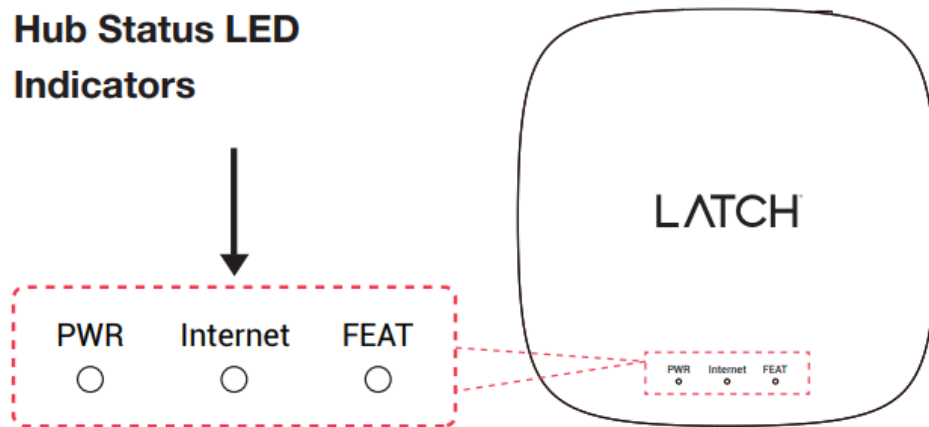 Hub Status LED
Indicators
LATCH
PWR Internet FEAT
PWR Internet FEAT